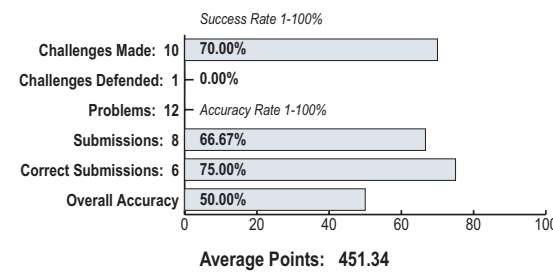 Success Rate 1-100%
Challenges Made: 10 70.00%
Challenges Defended: 1 0.00%
Problems: 12 Accuracy Rate 1-100%
Submissions: 8 66.67%
Correct Submissions: 6 75.00%
Overall Accuracy 50.00%
0 20 40 60 80 100
Average Points: 451.34